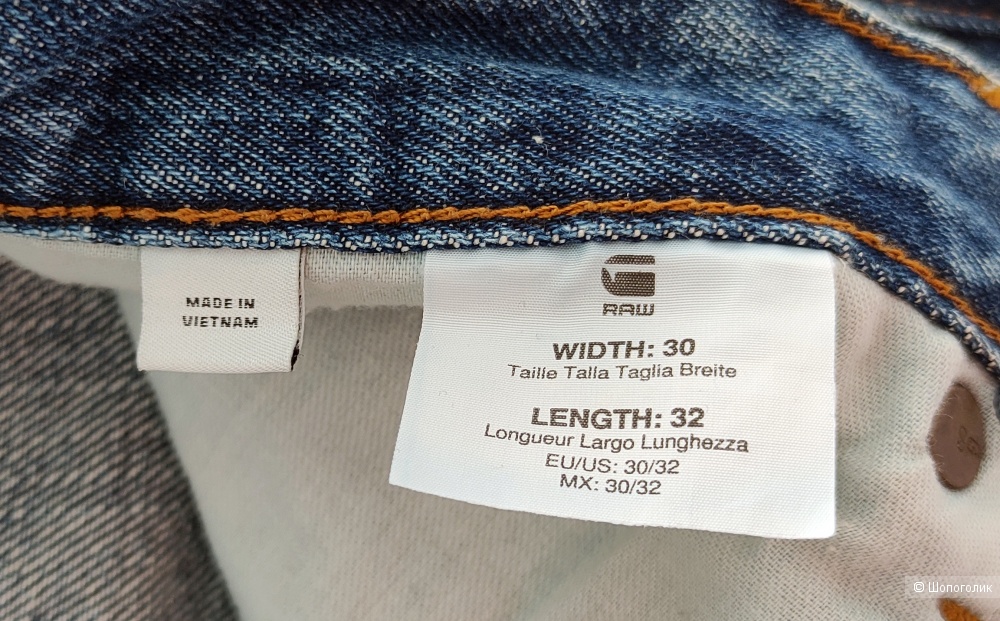 MADE IN
VIETNAM
RAW
WIDTH: 30
Taille Talla Taglia Breite
LENGTH: 32
Longueur Largo Lunghezza
EU/US: 30/32
MX: 30/32
© Шопоголик